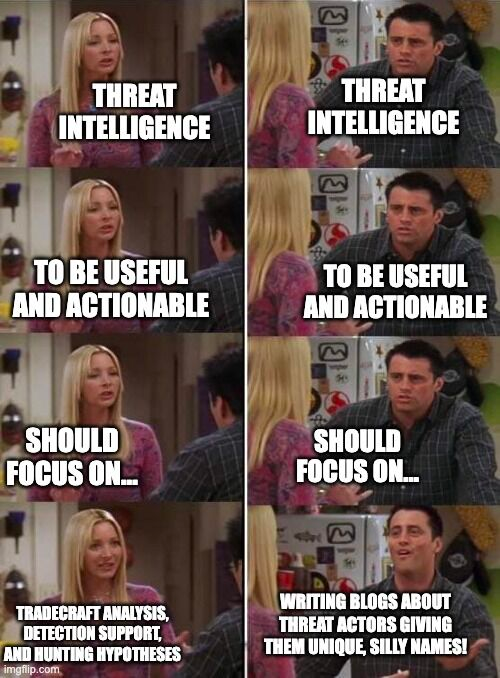 THREAT
INTELLIGENCE
THREAT
INTELLIGENCE
TO BE USEFUL
AND ACTIONABLE
TO BE USEFUL
AND ACTIONABLE
SHOULD
FOCUS ON...
SHOULD
FOCUS ON...
TRADECRAFT ANALYSIS,
DETECTION SUPPORT,
AND HUNTING HYPOTHESES
WRITING BLOGS ABOUT
THREAT ACTORS GIVING
THEM UNIQUE, SILLY NAMES!
imgflip.com